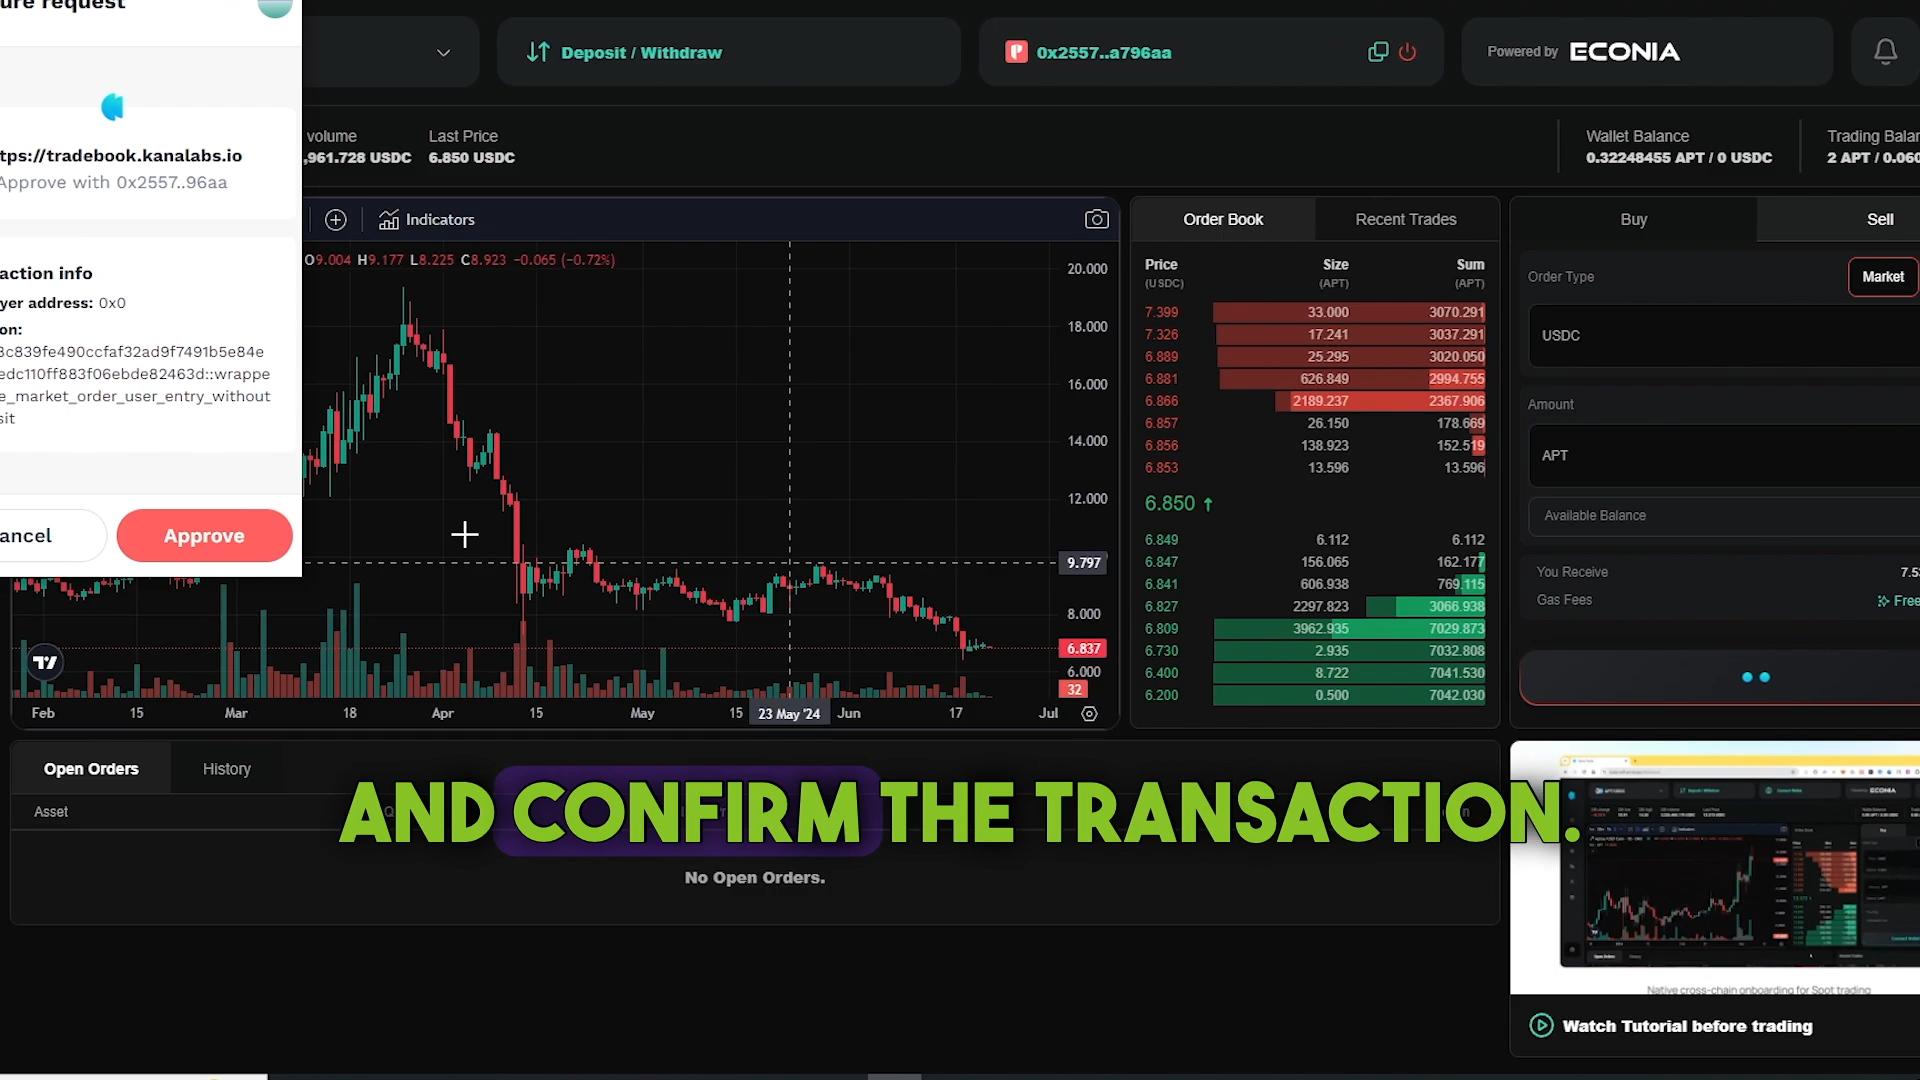 ure request
Deposit / Withdraw
0x2557..a796aa
Powered by ECONIA
tps://tradebook.kanalabs.io
Approve with 0x2557..96aa
volume
,961.728 USDC
Last Price
6.850 USDC
Wallet Balance
0.32248455 APT / 0 USDC
Trading Balan
2 APT / 0.060
action info
yer address: 0x0
on:
3c839fe490ccfaf32ad9f7491b5e84e
edc110ff883f06ebde82463d::wrappe
e_market_order_user_entry_without
sit
ancel
Approve
Indicators
O9.004 H9.177 L8.225 C8.923 −0.065 (−0.72%)
20.000
18.000
16.000
14.000
12.000
9.797
8.000
6.837
6.000
32
Feb 15 Mar 18 Apr 15 May 15 23 May '24 Jun 17 Jul
Order Book
Recent Trades
Price Size Sum
(USDC) (APT) (APT)
7.399 33.000 3070.291
7.326 17.241 3037.291
6.889 25.295 3020.050
6.881 626.849 2994.755
6.866 2189.237 2367.906
6.857 26.150 178.669
6.856 138.923 152.519
6.853 13.596 13.596
6.850 ↑
6.849 6.112 6.112
6.847 156.065 162.177
6.841 606.938 769.115
6.827 2297.823 3066.938
6.809 3962.935 7029.873
6.730 2.935 7032.808
6.400 8.722 7041.530
6.200 0.500 7042.030
Buy
Sell
Order Type
Market
USDC
Amount
APT
Available Balance
You Receive 7.53
Gas Fees Free
Open Orders
History
Asset
AND CONFIRM THE TRANSACTION.
No Open Orders.
Native cross-chain onboarding for Spot trading
Watch Tutorial before trading